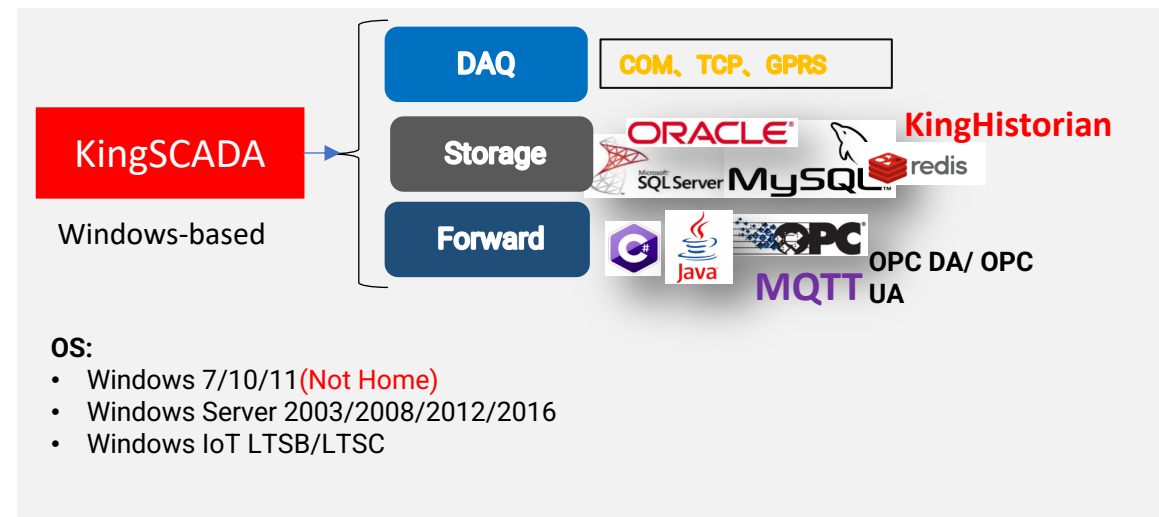 DAQ
COM、TCP、GPRS
KingSCADA
Windows-based
Storage
ORACLE
KingHistorian
Microsoft
SQL Server
MySQL
redis
Forward
C#
Java
OPC
MQTT
OPC DA/ OPC
UA
OS:
• Windows 7/10/11(Not Home)
• Windows Server 2003/2008/2012/2016
• Windows IoT LTSB/LTSC